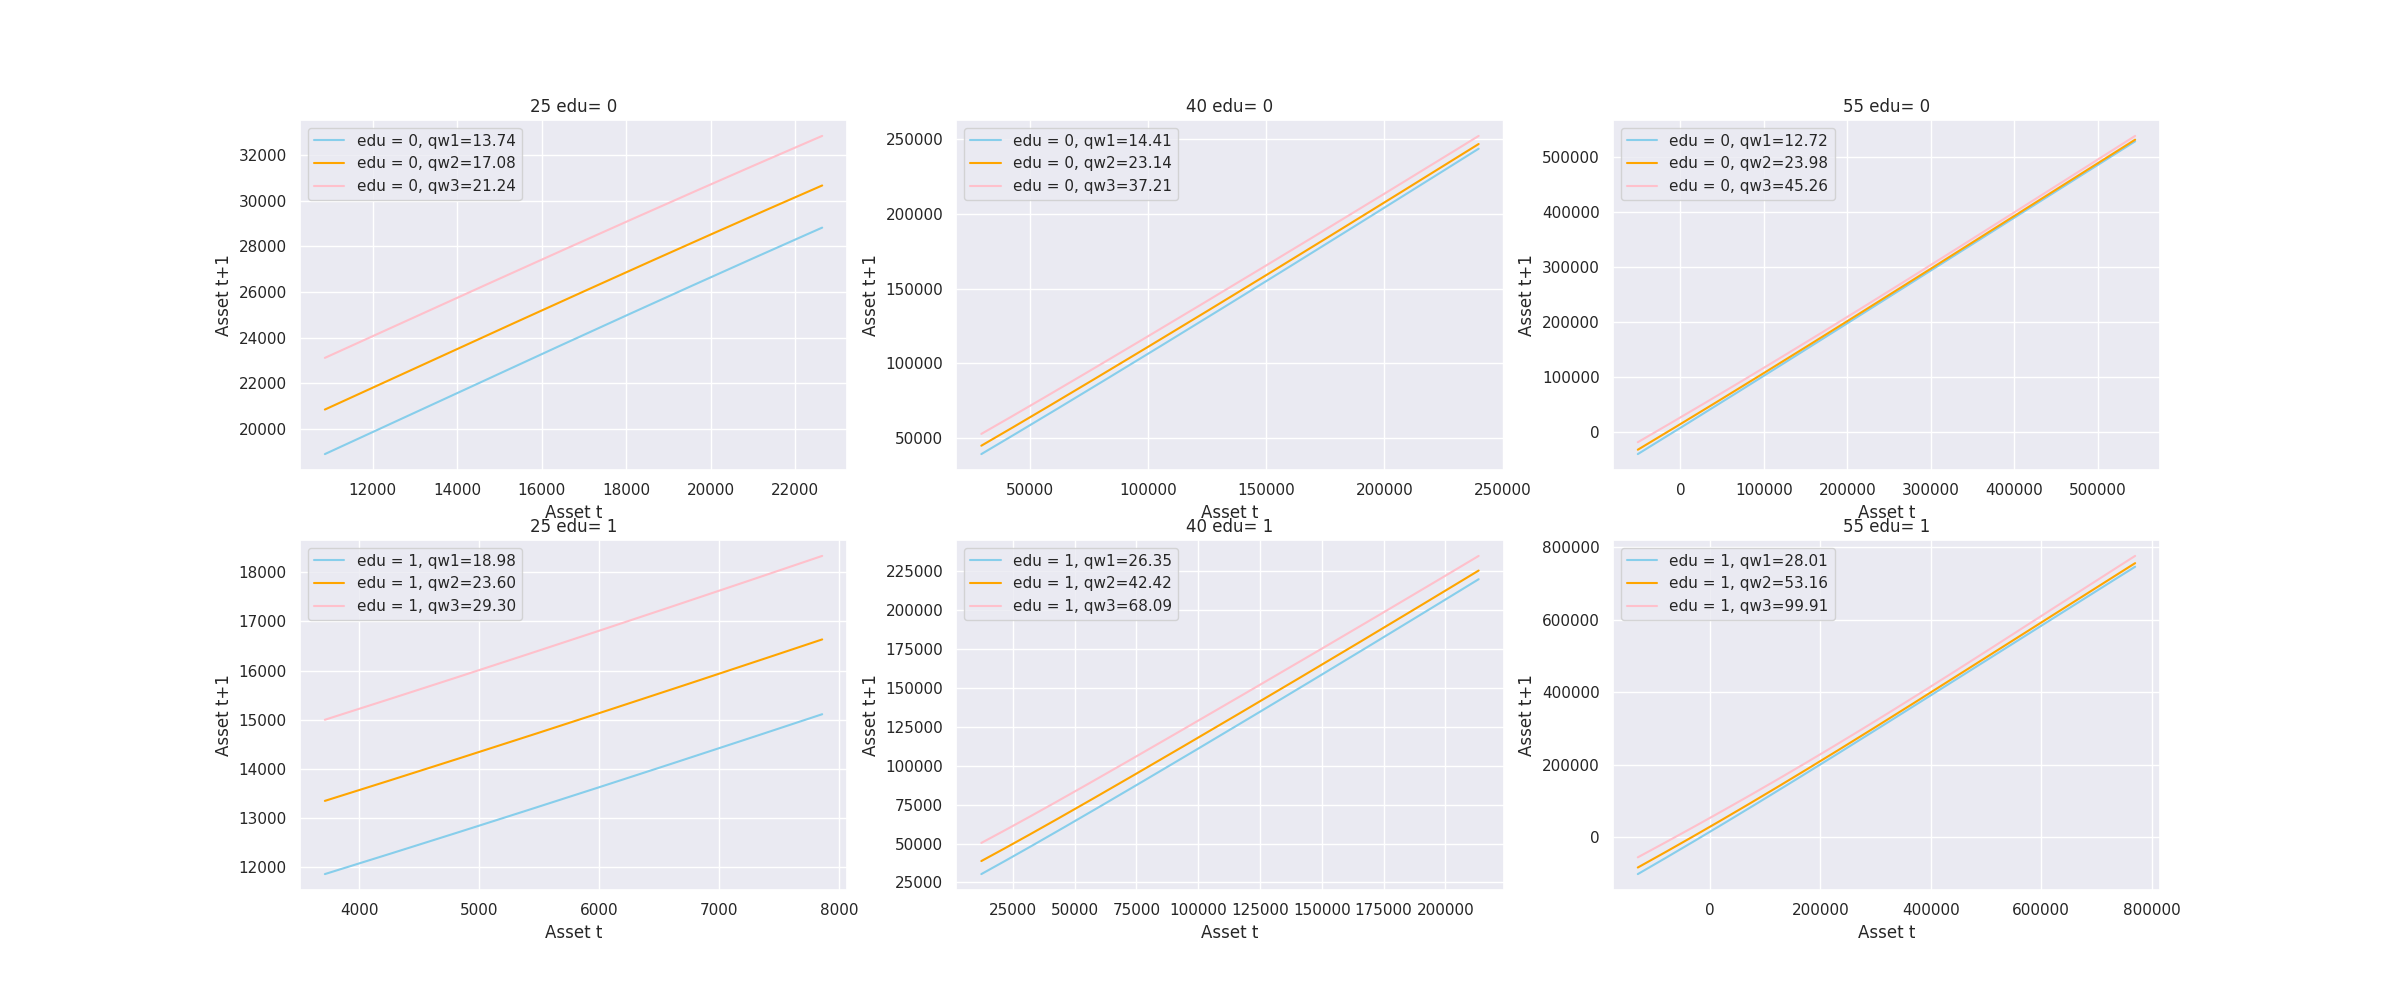 25 edu= 0
edu = 0, qw1=13.74
edu = 0, qw2=17.08
edu = 0, qw3=21.24
32000
30000
28000
26000
24000
22000
20000
Asset t+1
12000 14000 16000 18000 20000 22000
Asset t
40 edu= 0
edu = 0, qw1=14.41
edu = 0, qw2=23.14
edu = 0, qw3=37.21
250000
200000
150000
100000
50000
Asset t+1
50000 100000 150000 200000 250000
Asset t
55 edu= 0
edu = 0, qw1=12.72
edu = 0, qw2=23.98
edu = 0, qw3=45.26
500000
400000
300000
200000
100000
0
Asset t+1
0 100000 200000 300000 400000 500000
Asset t
25 edu= 1
edu = 1, qw1=18.98
edu = 1, qw2=23.60
edu = 1, qw3=29.30
18000
17000
16000
15000
14000
13000
12000
Asset t+1
4000 5000 6000 7000 8000
Asset t
40 edu= 1
edu = 1, qw1=26.35
edu = 1, qw2=42.42
edu = 1, qw3=68.09
225000
200000
175000
150000
125000
100000
75000
50000
25000
Asset t+1
25000 50000 75000 100000 125000 150000 175000 200000
Asset t
55 edu= 1
edu = 1, qw1=28.01
edu = 1, qw2=53.16
edu = 1, qw3=99.91
800000
600000
400000
200000
0
Asset t+1
0 200000 400000 600000 800000
Asset t